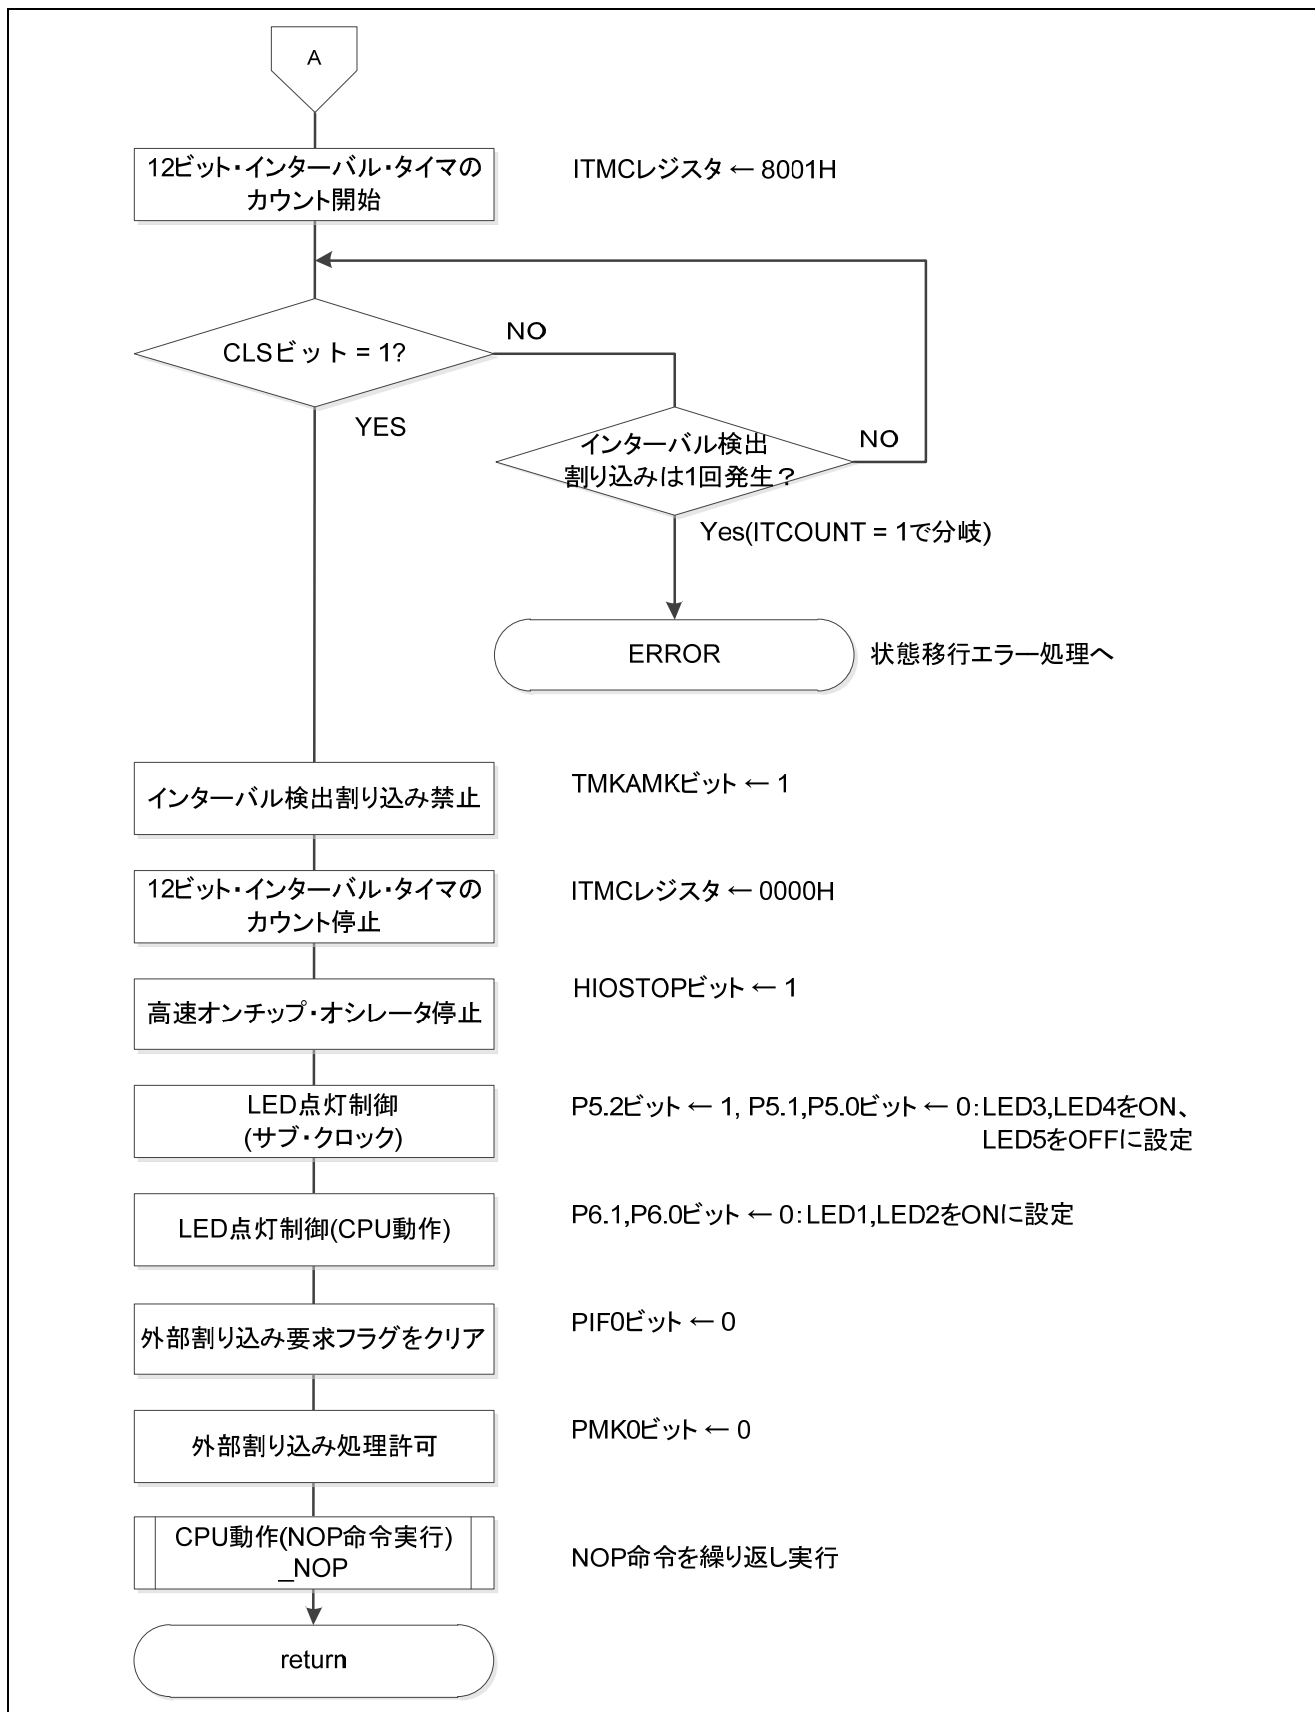 A
12ビット・インターバル・タイマの
カウント開始
ITMCレジスタ ← 8001H
CLSビット = 1?
NO
YES
インターバル検出
割り込みは1回発生？
NO
Yes(ITCOUNT = 1で分岐)
ERROR
状態移行エラー処理へ
インターバル検出割り込み禁止
TMKAMKビット ← 1
12ビット・インターバル・タイマの
カウント停止
ITMCレジスタ ← 0000H
高速オンチップ・オシレータ停止
HIOSTOPビット ← 1
LED点灯制御
(サブ・クロック)
P5.2ビット ← 1, P5.1,P5.0ビット ← 0：LED3,LED4をON、
LED5をOFFに設定
LED点灯制御(CPU動作)
P6.1,P6.0ビット ← 0：LED1,LED2をONに設定
外部割り込み要求フラグをクリア
PIF0ビット ← 0
外部割り込み処理許可
PMK0ビット ← 0
CPU動作(NOP命令実行)
_NOP
NOP命令を繰り返し実行
return